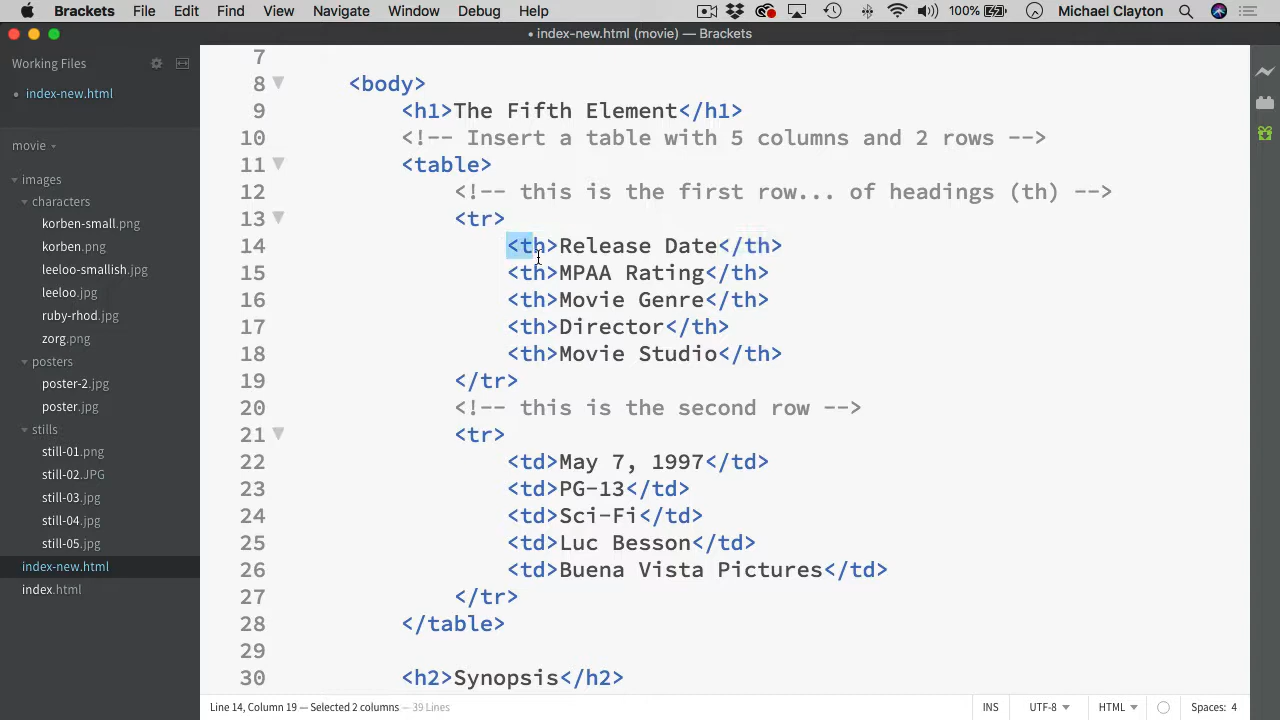 Brackets File Edit Find View Navigate Window Debug Help 100% Michael Clayton
• index-new.html (movie) — Brackets
Working Files
• index-new.html
movie
images
characters
korben-small.png
korben.png
leeloo-smallish.jpg
leeloo.jpg
ruby-rhod.jpg
zorg.png
posters
poster-2.jpg
poster.jpg
stills
still-01.png
still-02.JPG
still-03.jpg
still-04.jpg
still-05.jpg
index-new.html
index.html
7
8 <body>
9 <h1>The Fifth Element</h1>
10 <!-- Insert a table with 5 columns and 2 rows -->
11 <table>
12 <!-- this is the first row... of headings (th) -->
13 <tr>
14 <th>Release Date</th>
15 <th>MPAA Rating</th>
16 <th>Movie Genre</th>
17 <th>Director</th>
18 <th>Movie Studio</th>
19 </tr>
20 <!-- this is the second row -->
21 <tr>
22 <td>May 7, 1997</td>
23 <td>PG-13</td>
24 <td>Sci-Fi</td>
25 <td>Luc Besson</td>
26 <td>Buena Vista Pictures</td>
27 </tr>
28 </table>
29
30 <h2>Synopsis</h2>
Line 14, Column 19 — Selected 2 columns — 39 Lines INS UTF-8 HTML Spaces: 4